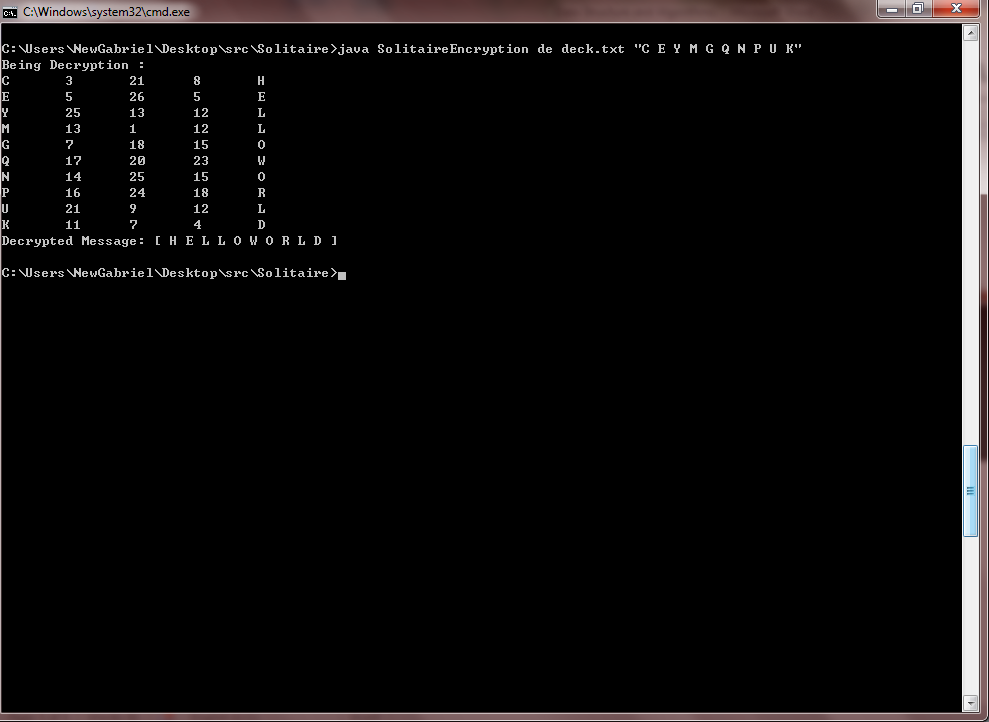 C:\Windows\system32\cmd.exe
C:\Users\NewGabriel\Desktop\src\Solitaire>java SolitaireEncryption de deck.txt "C E Y M G Q N P U K"
Being Decryption :
C 3 21 8 H
E 5 26 5 E
Y 25 13 12 L
M 13 1 12 L
G 7 18 15 O
Q 17 20 23 W
N 14 25 15 O
P 16 24 18 R
U 21 9 12 L
K 11 7 4 D
Decrypted Message: [ H E L L O W O R L D ]
C:\Users\NewGabriel\Desktop\src\Solitaire>